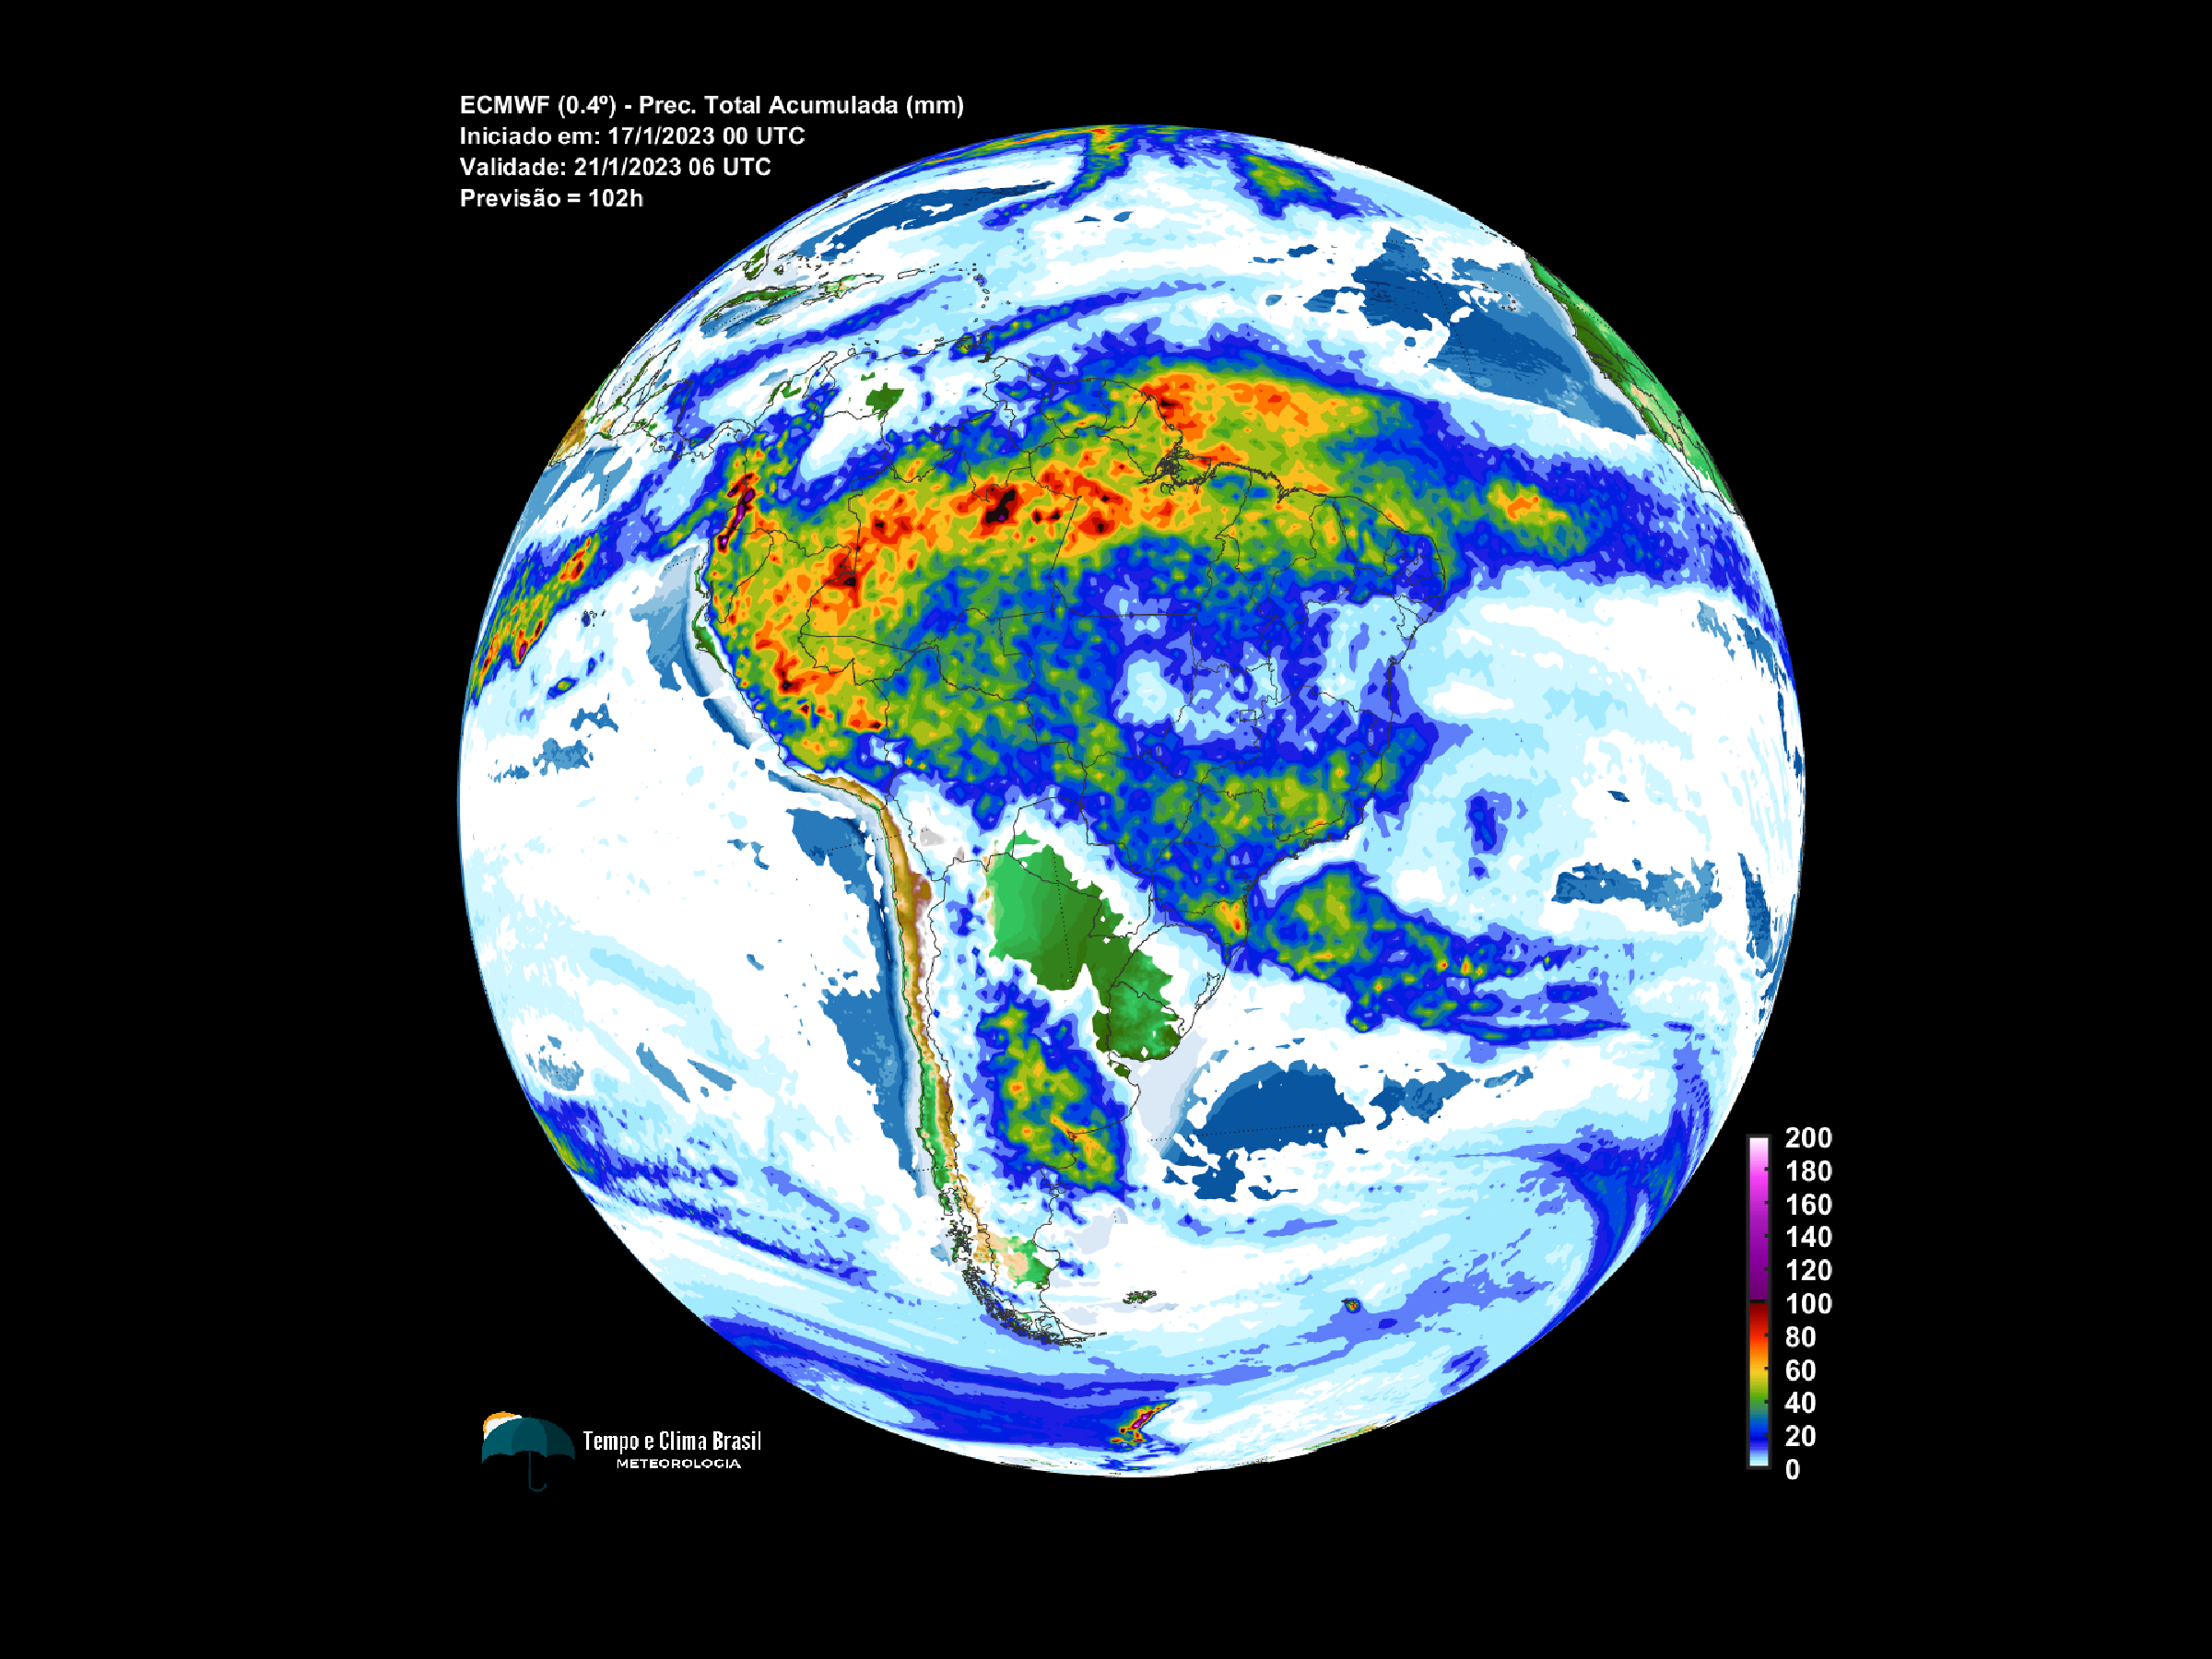 ECMWF (0.4º) - Prec. Total Acumulada (mm)
Iniciado em: 17/1/2023 00 UTC
Validade: 21/1/2023 06 UTC
Previsão = 102h
200
180
160
140
120
100
80
60
40
20
0
Tempo e Clima Brasil
METEOROLOGIA